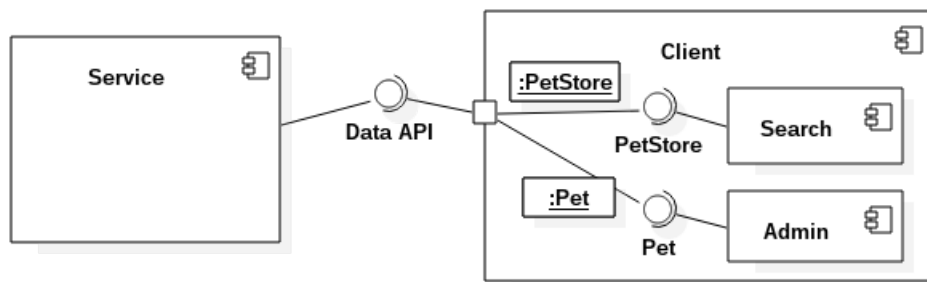 Service
Data API
Client
:PetStore
PetStore
Search
:Pet
Pet
Admin